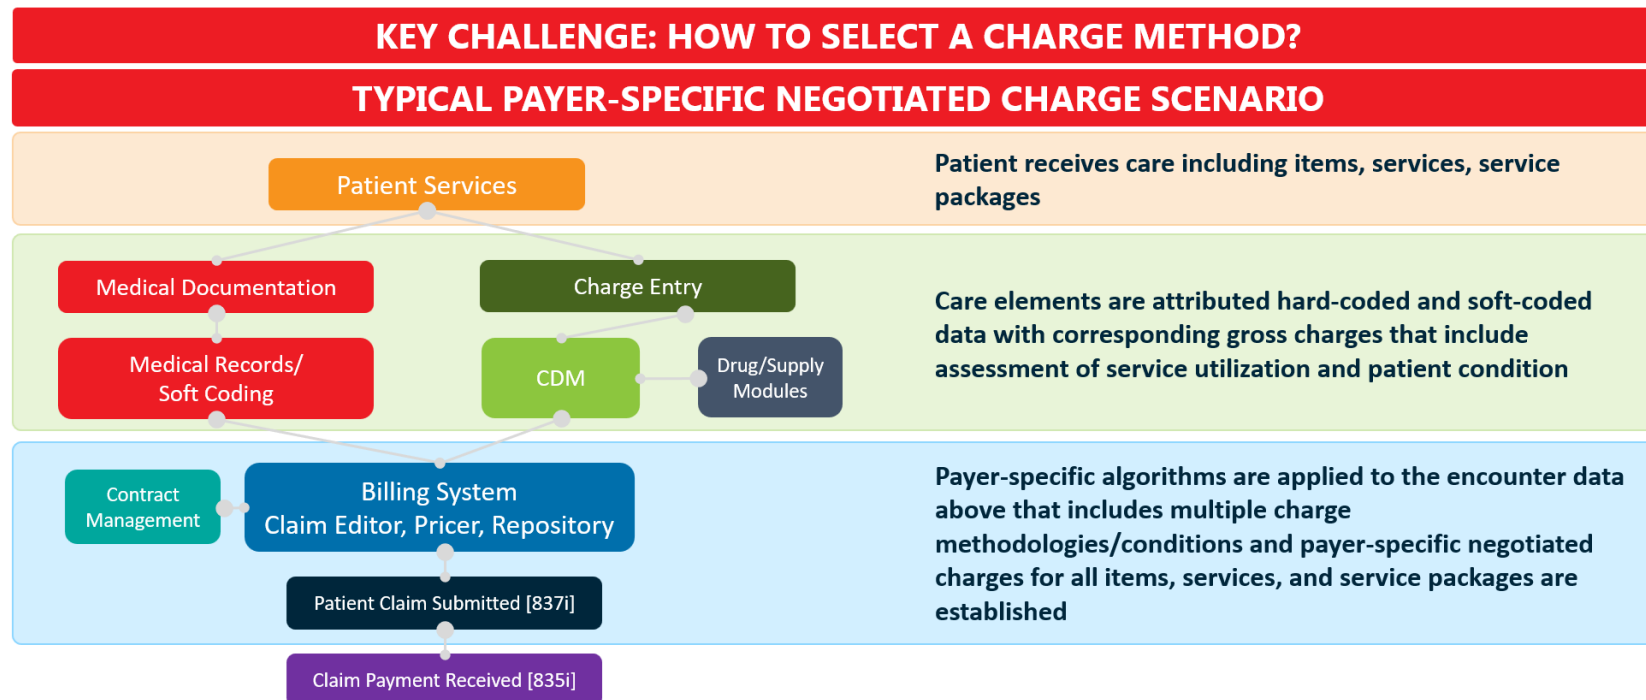 KEY CHALLENGE: HOW TO SELECT A CHARGE METHOD?
TYPICAL PAYER-SPECIFIC NEGOTIATED CHARGE SCENARIO
Patient Services
Patient receives care including items, services, service
packages
Medical Documentation
Charge Entry
Medical Records/
Soft Coding
CDM
Drug/Supply
Modules
Care elements are attributed hard-coded and soft-coded
data with corresponding gross charges that include
assessment of service utilization and patient condition
Contract
Management
Billing System
Claim Editor, Pricer, Repository
Patient Claim Submitted [837i]
Payer-specific algorithms are applied to the encounter data
above that includes multiple charge
methodologies/conditions and payer-specific negotiated
charges for all items, services, and service packages are
established
Claim Payment Received [835i]